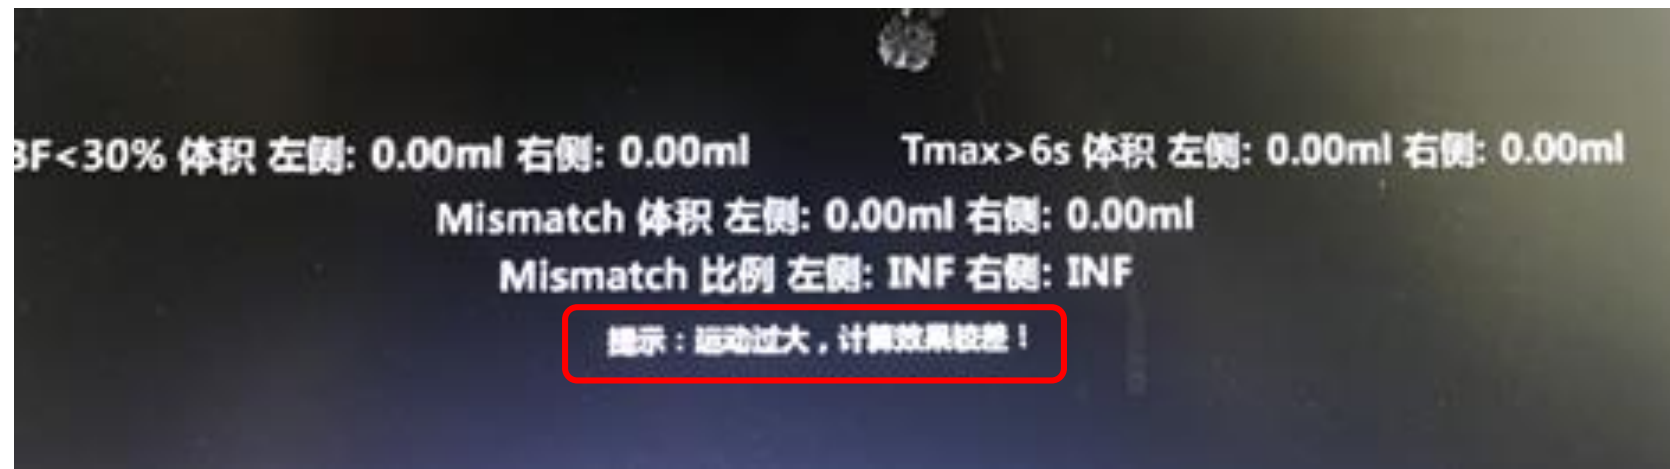 BF<30% 体积 左侧: 0.00ml 右侧: 0.00ml
Tmax>6s 体积 左侧: 0.00ml 右侧: 0.00ml
Mismatch 体积 左侧: 0.00ml 右侧: 0.00ml
Mismatch 比例 左侧: INF 右侧: INF
提示：运动过大，计算效果较差！